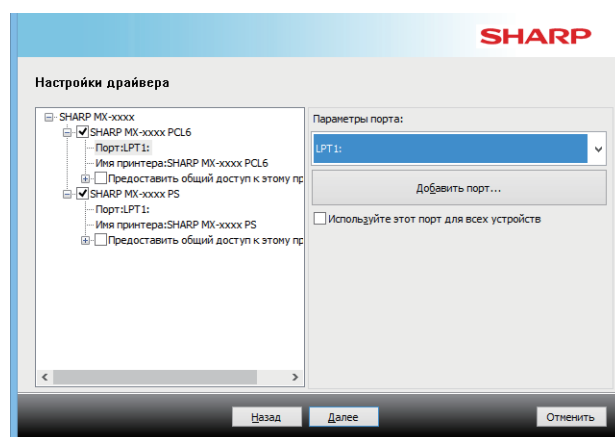 SHARP
Настройки драйвера
SHARP MX-xxxx
SHARP MX-xxxx PCL6
Порт:LPT1:
Имя принтера:SHARP MX-xxxx PCL6
Предоставить общий доступ к этому пр
SHARP MX-xxxx PS
Порт:LPT1:
Имя принтера:SHARP MX-xxxx PS
Предоставить общий доступ к этому пр
Параметры порта:
LPT1:
Добавить порт...
Используйте этот порт для всех устройств
Назад
Далее
Отменить